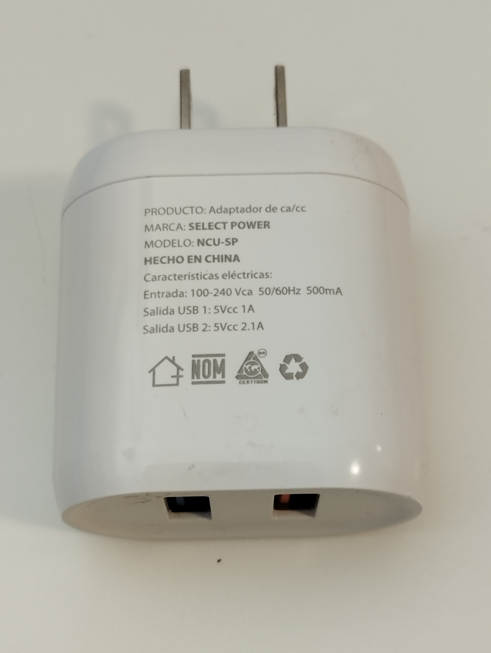 PRODUCTO: Adaptador de ca/cc
MARCA: SELECT POWER
MODELO: NCU-SP
HECHO EN CHINA
Características eléctricas:
Entrada: 100-240 Vca 50/60Hz 500mA
Salida USB 1: 5Vcc 1A
Salida USB 2: 5Vcc 2.1A
NOM
CERTINOM